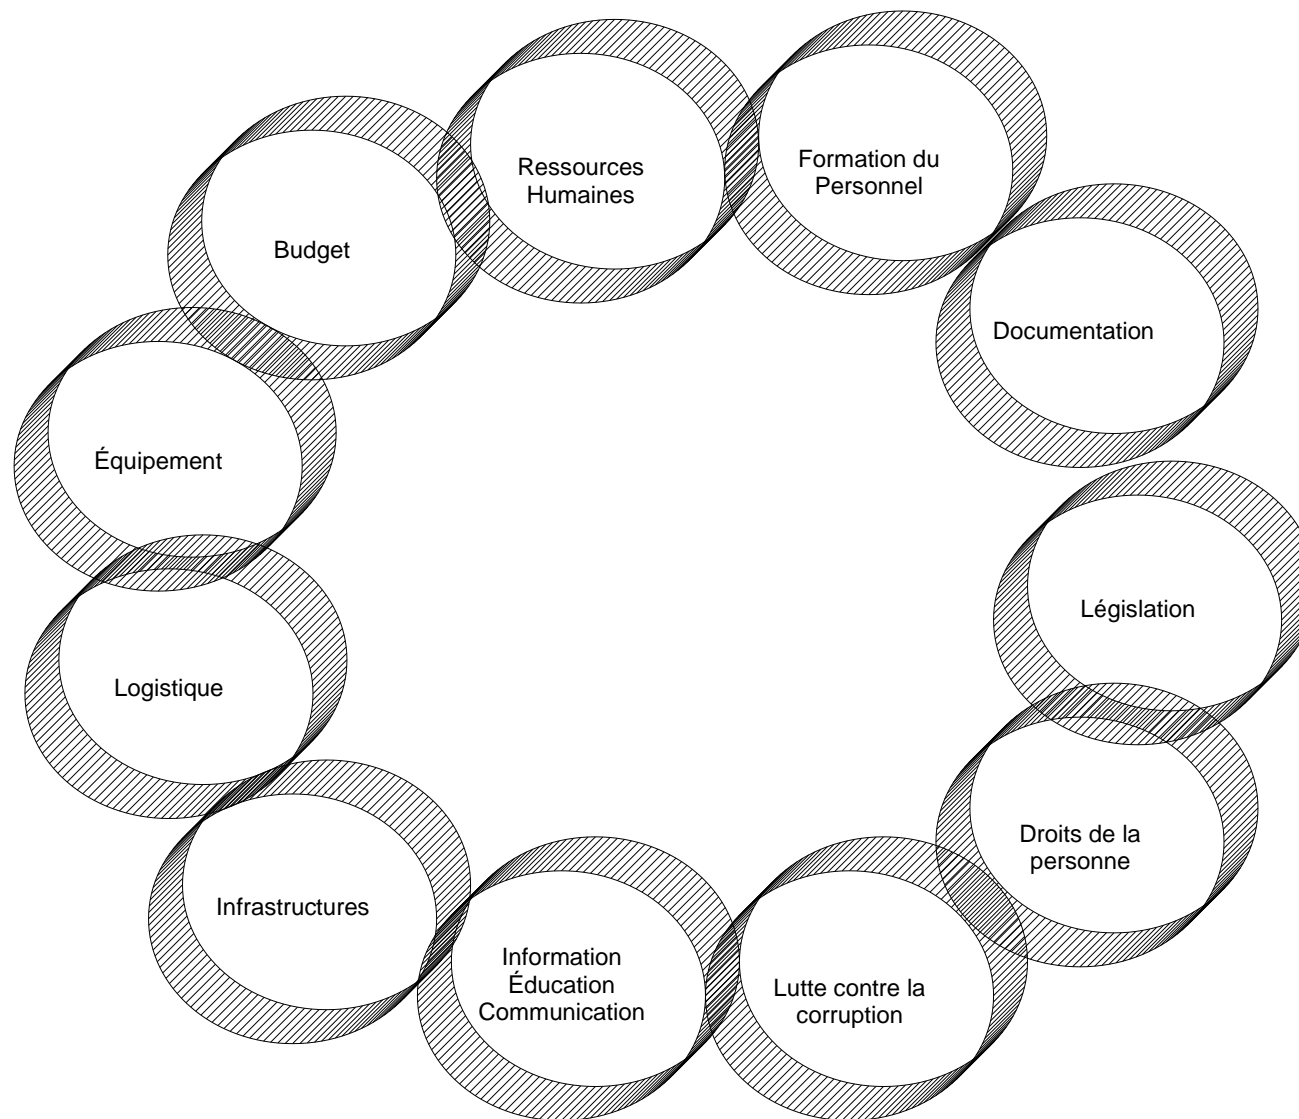 Ressources
Humaines
Formation du
Personnel
Budget
Documentation
Équipement
Législation
Logistique
Droits de la
personne
Infrastructures
Information
Éducation
Communication
Lutte contre la
corruption